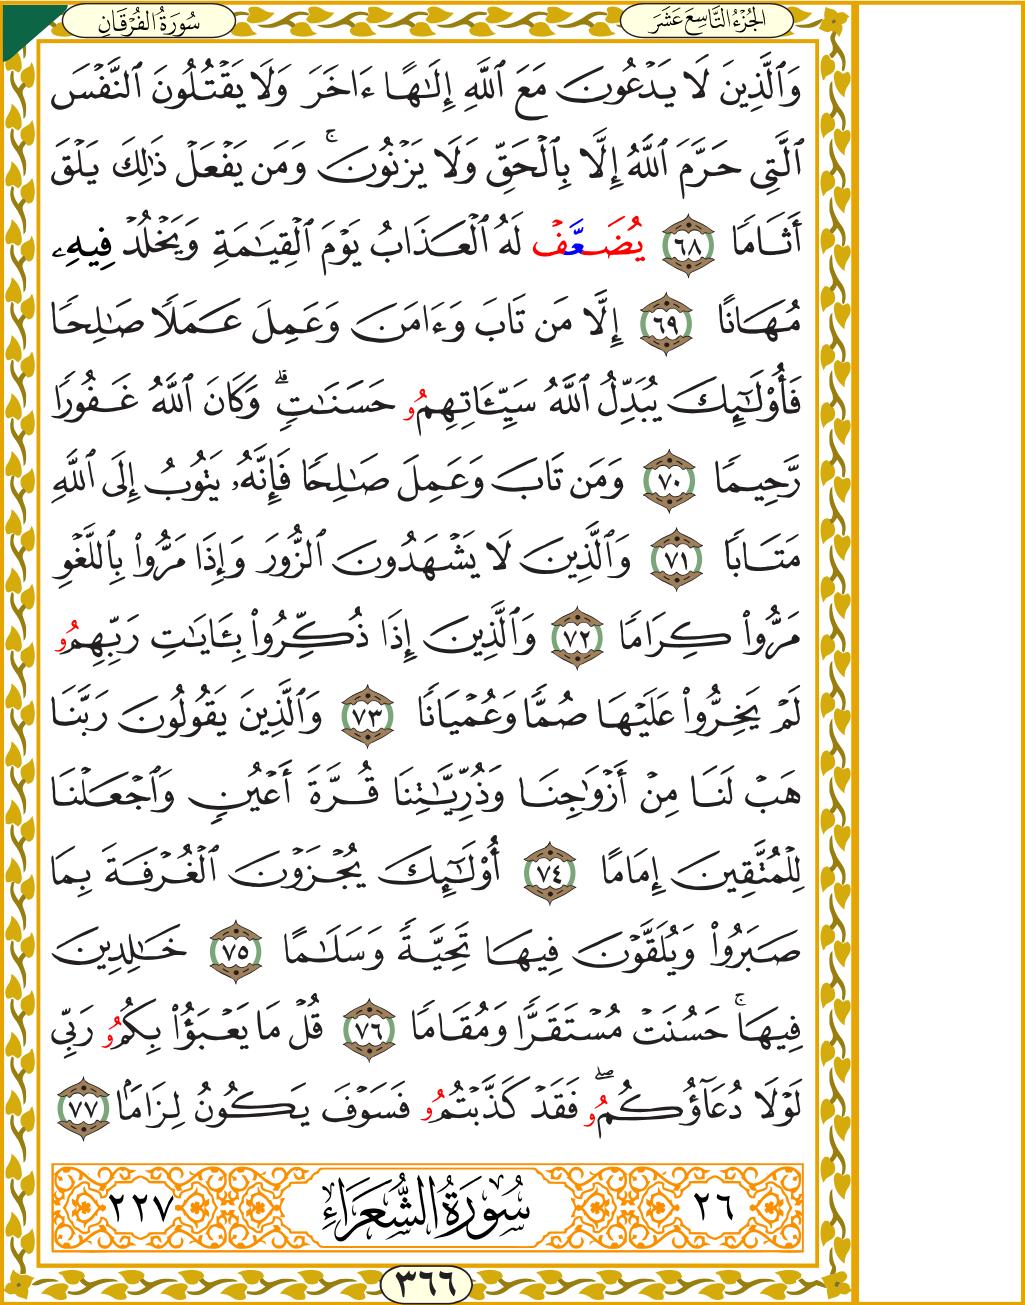 الجُزْءُ التَّاسِعَ عَشَرَ
سُورَةُ الفُرْقَانِ
وَٱلَّذِينَ لَا يَدْعُونَ مَعَ ٱللَّهِ إِلَٰهًا ءَاخَرَ وَلَا يَقْتُلُونَ ٱلنَّفْسَ
ٱلَّتِى حَرَّمَ ٱللَّهُ إِلَّا بِٱلْحَقِّ وَلَا يَزْنُونَ ۚ وَمَن يَفْعَلْ ذَٰلِكَ يَلْقَ
أَثَامًا ٦٨ يُضَعَّفْ لَهُ ٱلْعَذَابُ يَوْمَ ٱلْقِيَٰمَةِ وَيَخْلُدْ فِيهِۦ
مُهَانًا ٦٩ إِلَّا مَن تَابَ وَءَامَنَ وَعَمِلَ عَمَلًا صَٰلِحًا
فَأُو۟لَٰٓئِكَ يُبَدِّلُ ٱللَّهُ سَيِّـَٔاتِهِمُۥ حَسَنَٰتٍ ۗ وَكَانَ ٱللَّهُ غَفُورًا
رَّحِيمًا ٧٠ وَمَن تَابَ وَعَمِلَ صَٰلِحًا فَإِنَّهُۥ يَتُوبُ إِلَى ٱللَّهِ
مَتَابًا ٧١ وَٱلَّذِينَ لَا يَشْهَدُونَ ٱلزُّورَ وَإِذَا مَرُّوا۟ بِٱللَّغْوِ
مَرُّوا۟ كِرَامًا ٧٢ وَٱلَّذِينَ إِذَا ذُكِّرُوا۟ بِـَٔايَٰتِ رَبِّهِمُۥ
لَمْ يَخِرُّوا۟ عَلَيْهَا صُمًّا وَعُمْيَانًا ٧٣ وَٱلَّذِينَ يَقُولُونَ رَبَّنَا
هَبْ لَنَا مِنْ أَزْوَٰجِنَا وَذُرِّيَّٰتِنَا قُرَّةَ أَعْيُنٍ وَٱجْعَلْنَا
لِلْمُتَّقِينَ إِمَامًا ٧٤ أُو۟لَٰٓئِكَ يُجْزَوْنَ ٱلْغُرْفَةَ بِمَا
صَبَرُوا۟ وَيُلَقَّوْنَ فِيهَا تَحِيَّةً وَسَلَٰمًا ٧٥ خَٰلِدِينَ
فِيهَا ۚ حَسُنَتْ مُسْتَقَرًّا وَمُقَامًا ٧٦ قُلْ مَا يَعْبَؤُا۟ بِكُمُۥ رَبِّى
لَوْلَا دُعَآؤُكُمُۥ ۖ فَقَدْ كَذَّبْتُمُۥ فَسَوْفَ يَكُونُ لِزَامًۢا ٧٧
٢٦ سُورَةُ الشُّعَرَاءِ ٢٢٧
٣٦٦